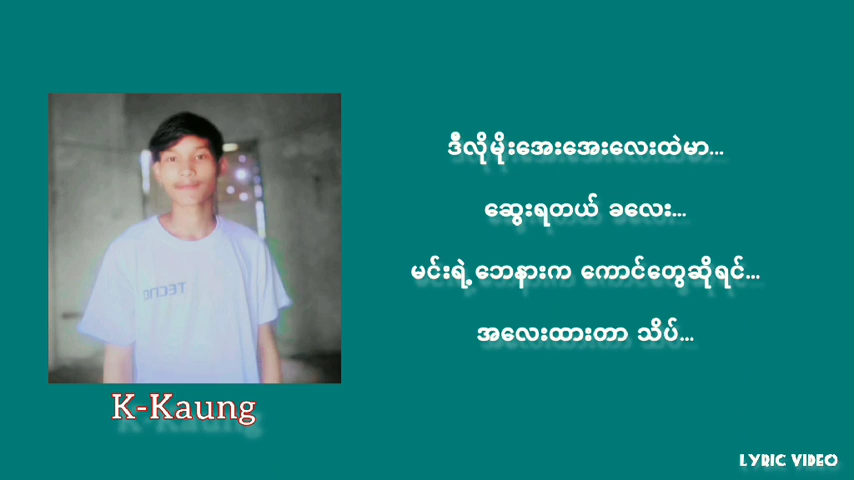 ဒီလိုမိုးအေးအေးလေးထဲမာ...
ဆွေးရတယ် ခလေး...
မင်းရဲ့ ဘေနားက ကောင်တွေဆိုရင်...
အလေးထားတာ သိပ်...
TECNO
K-Kaung
LYRIC VIDEO